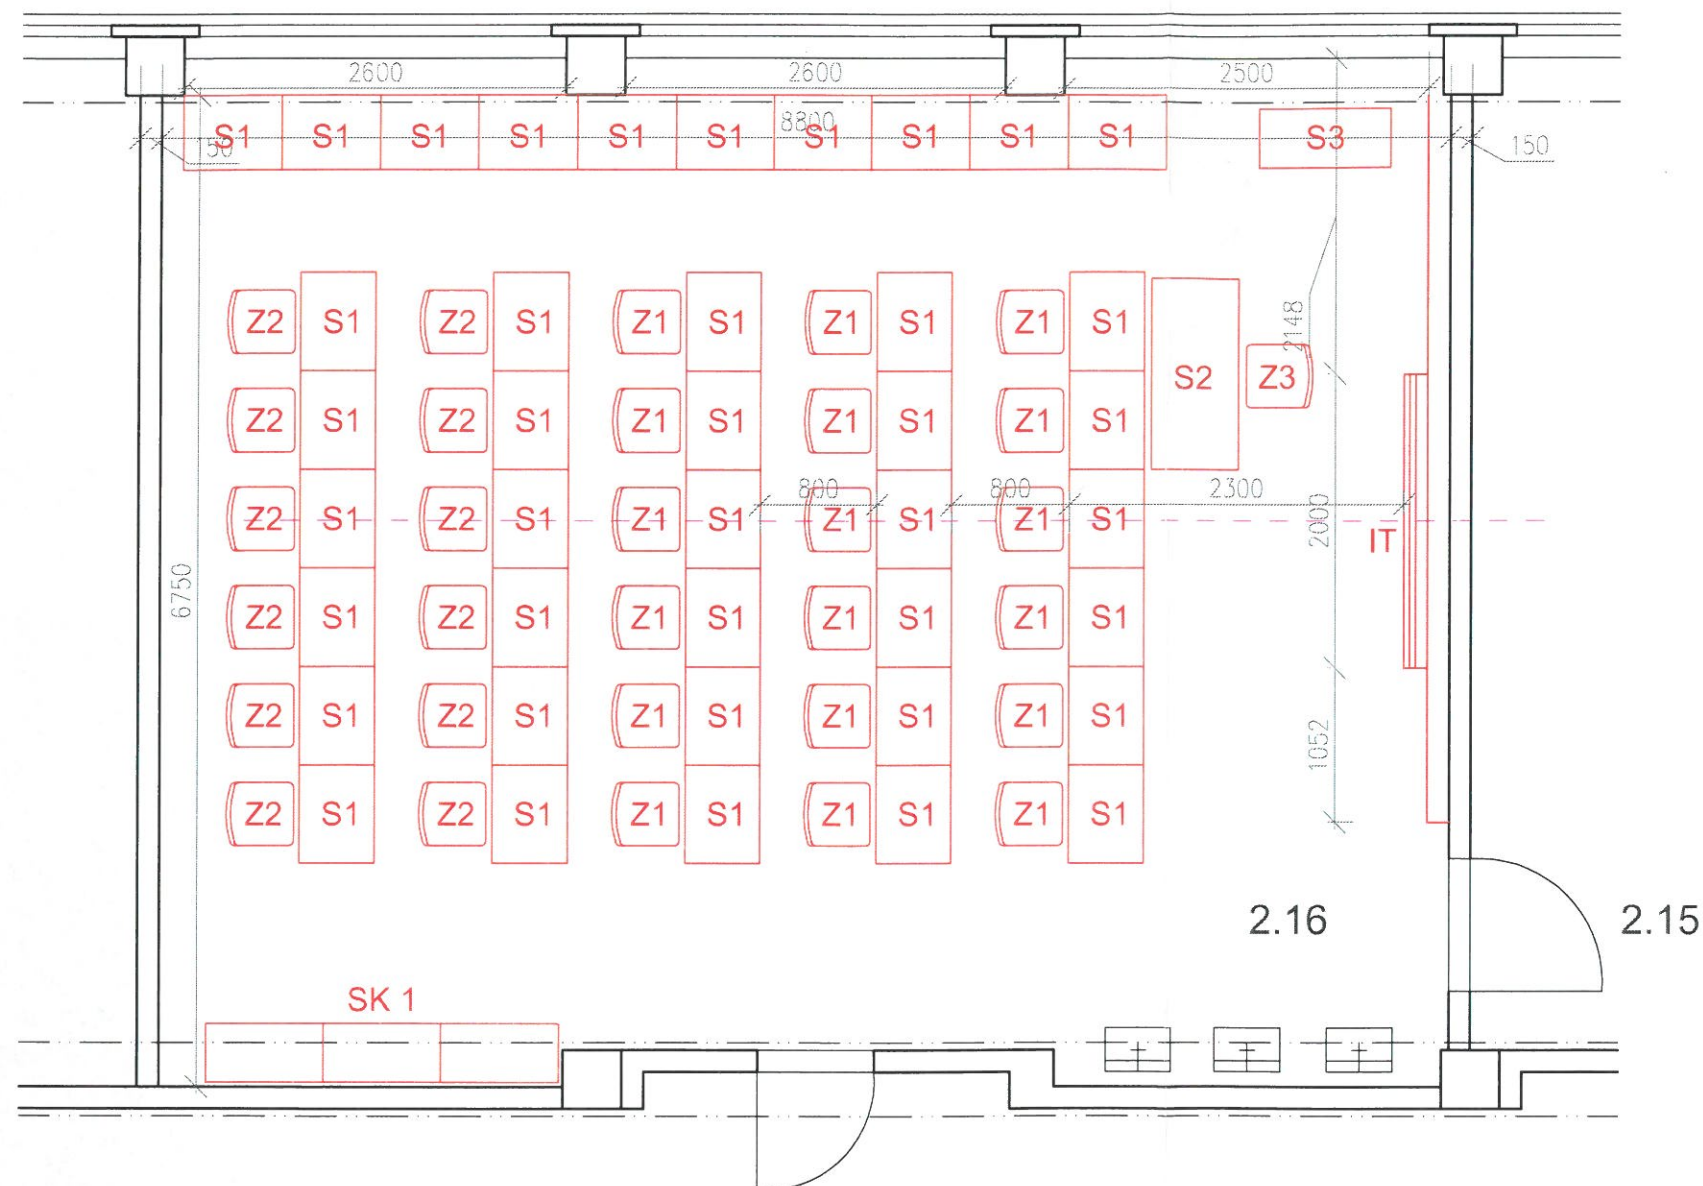 2600 2600 2500
S1 S1 S1 S1 S1 S1 S1 S1 S1 S1 S3
8800
150 150
Z2 S1 Z2 S1 Z1 S1 Z1 S1 Z1 S1
2148
S2 Z3
Z2 S1 Z2 S1 Z1 S1 Z1 S1 Z1 S1
800 800 2300
Z2 S1 Z2 S1 Z1 S1 Z1 S1 Z1 S1
2000
IT
6750
Z2 S1 Z2 S1 Z1 S1 Z1 S1 Z1 S1
Z2 S1 Z2 S1 Z1 S1 Z1 S1 Z1 S1
1052
Z2 S1 Z2 S1 Z1 S1 Z1 S1 Z1 S1
2.16 2.15
SK 1